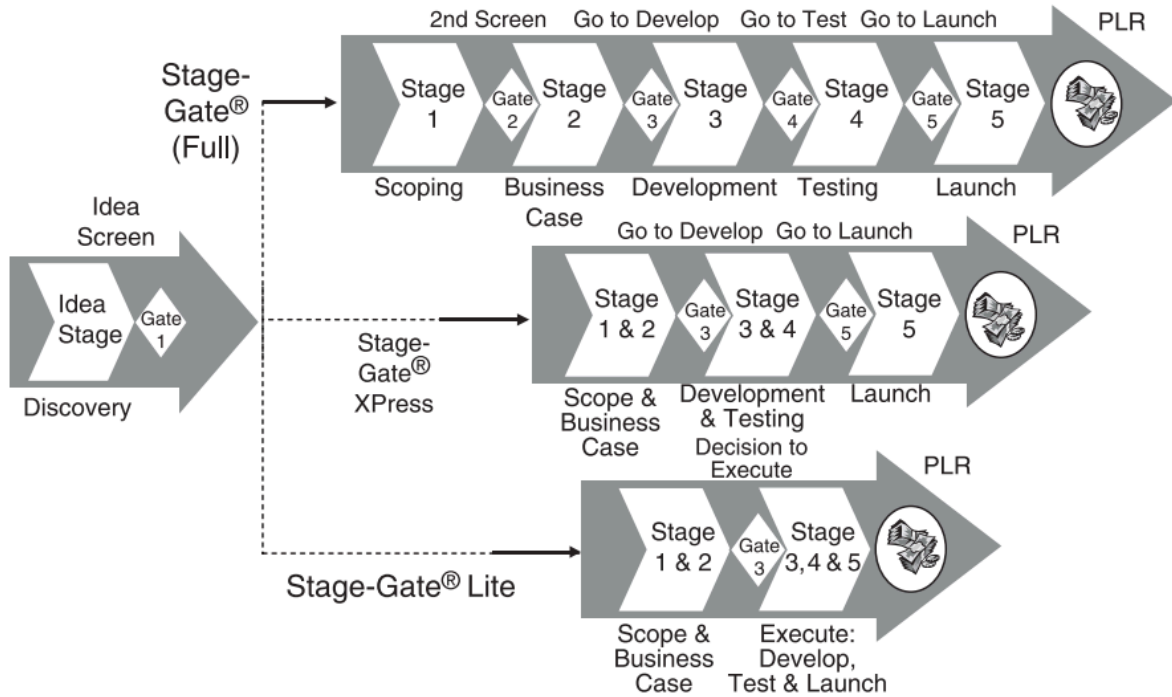 2nd Screen Go to Develop Go to Test Go to Launch
PLR
Stage-
Gate®
(Full)
Stage
1
Gate
2
Stage
2
Gate
3
Stage
3
Gate
4
Stage
4
Gate
5
Stage
5
Scoping
Business
Case
Development
Testing
Launch
Idea
Screen
Idea
Stage
Gate
1
Discovery
Go to Develop Go to Launch
PLR
Stage-
Gate®
XPress
Stage
1 & 2
Gate
3
Stage
3 & 4
Gate
5
Stage
5
Scope &
Business
Case
Development
& Testing
Launch
Decision to
Execute
PLR
Stage-Gate® Lite
Stage
1 & 2
Gate
3
Stage
3, 4 & 5
Scope &
Business
Case
Execute:
Develop,
Test & Launch